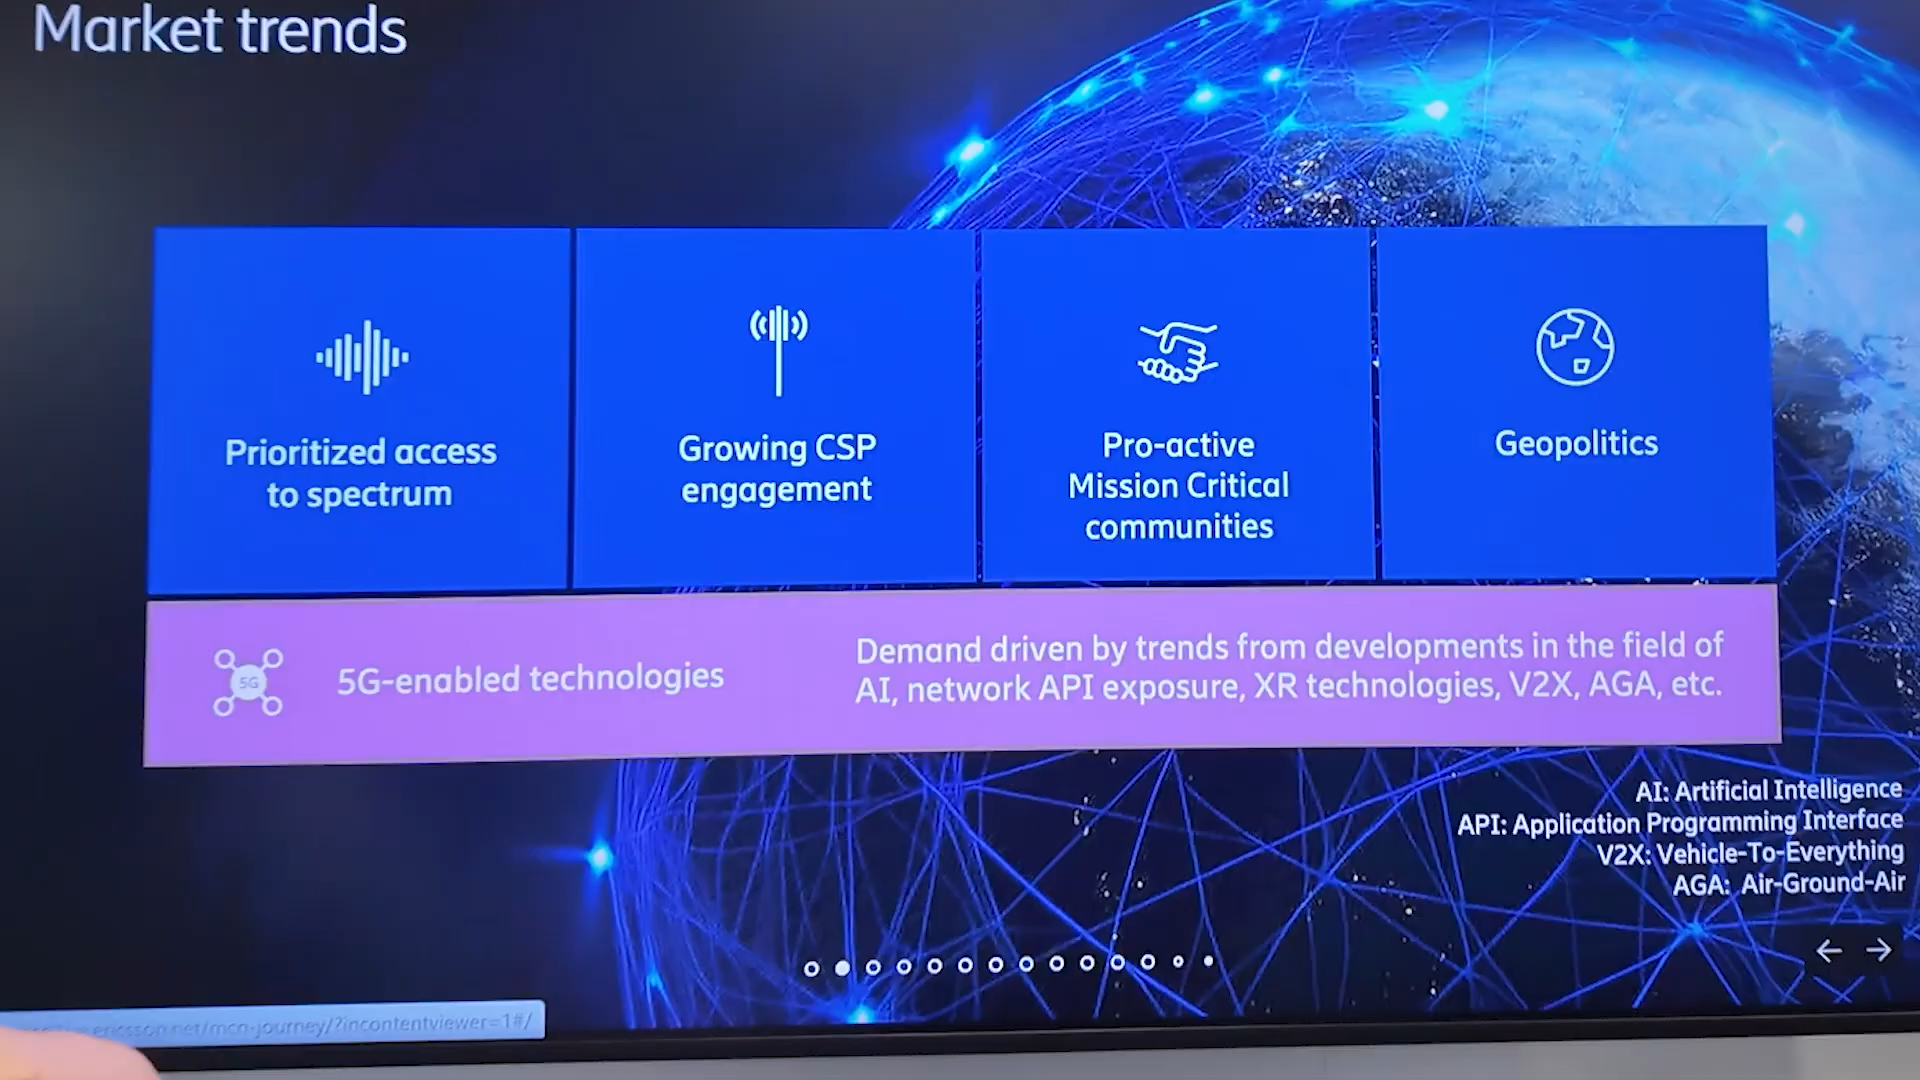 Market trends
Prioritized access
to spectrum
Growing CSP
engagement
Pro-active
Mission Critical
communities
Geopolitics
5G
5G-enabled technologies
Demand driven by trends from developments in the field of
AI, network API exposure, XR technologies, V2X, AGA, etc.
AI: Artificial Intelligence
API: Application Programming Interface
V2X: Vehicle-To-Everything
AGA: Air-Ground-Air
ericsson.net/mcn-journey/?incontentviewer=1#/